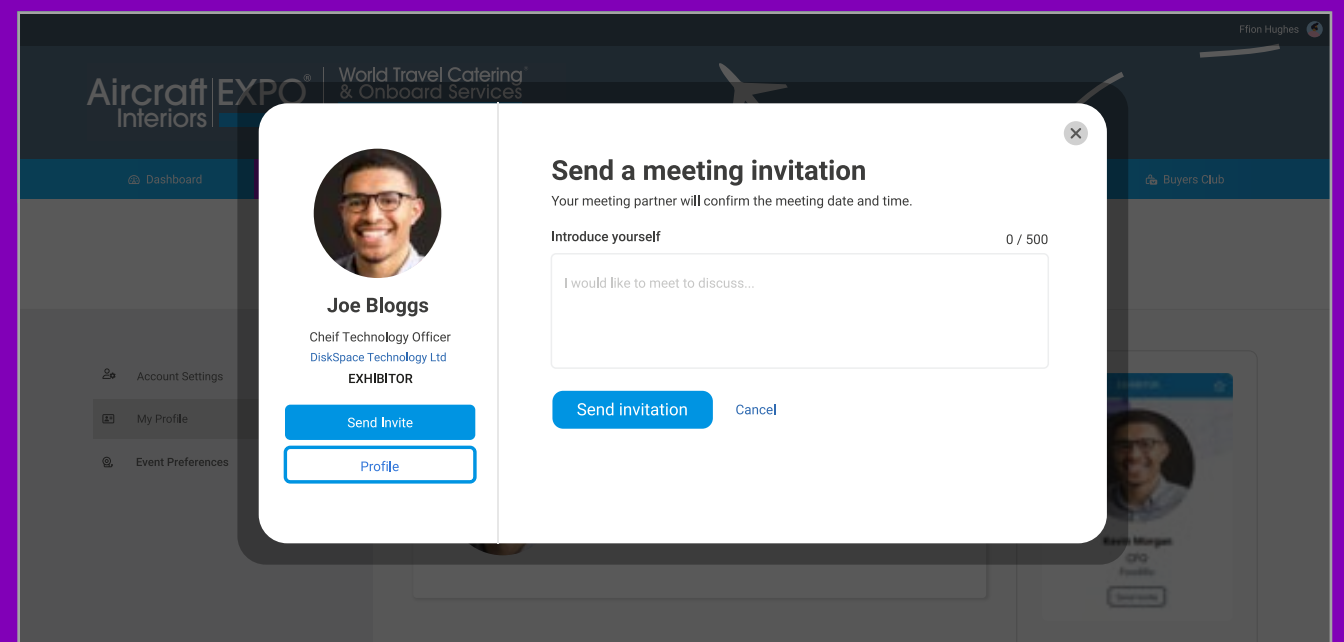 Ffion Hughes
Aircraft EXPO®
Interiors
World Travel Catering
& Onboard Services
Dashboard
Buyers Club
Account Settings
My Profile
Event Preferences
Joe Bloggs
Cheif Technology Officer
DiskSpace Technology Ltd
EXHIBITOR
Send Invite
Profile
Send a meeting invitation
Your meeting partner will confirm the meeting date and time.
Introduce yourself
0 / 500
I would like to meet to discuss...
Send invitation
Cancel
EXHIBITOR
Kevin Morgan
Send Invite